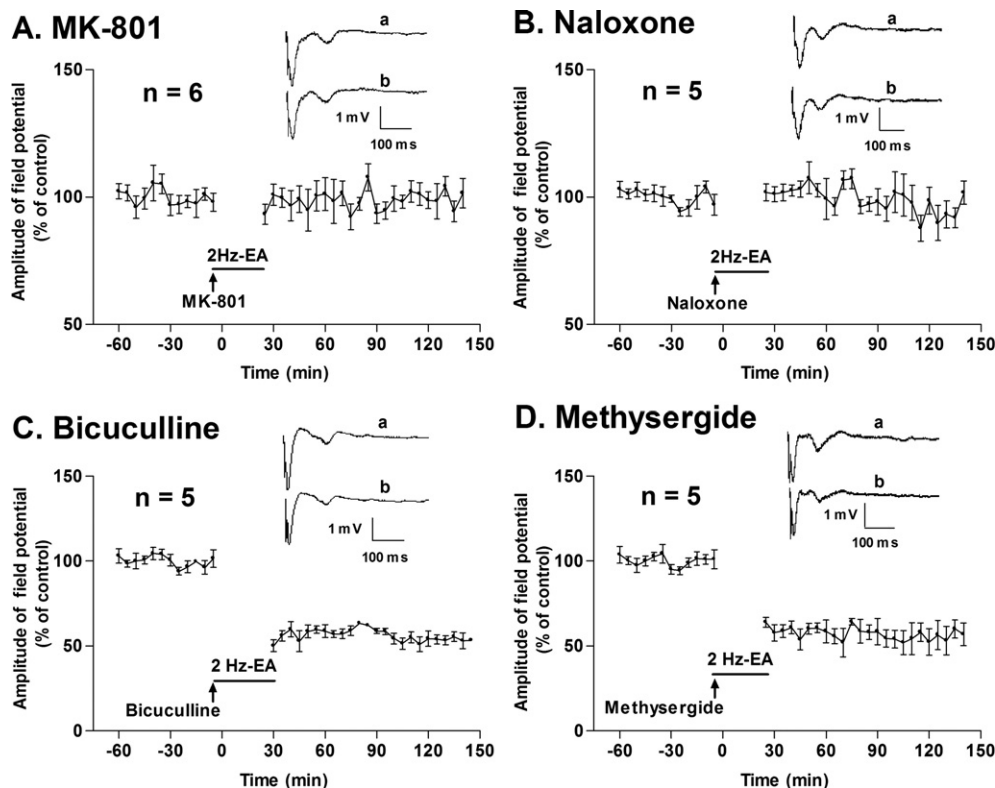 A. MK-801
n = 6
a
b
1 mV
100 ms
Amplitude of field potential
(% of control)
150
100
50
2Hz-EA
MK-801
-60 -30 0 30 60 90 120 150
Time (min)
B. Naloxone
n = 5
a
b
1 mV
100 ms
Amplitude of field potential
(% of control)
150
100
50
2Hz-EA
Naloxone
-60 -30 0 30 60 90 120 150
Time (min)
C. Bicuculline
n = 5
a
b
1 mV
100 ms
Amplitude of field potential
(% of control)
150
100
50
0
2 Hz-EA
Bicuculline
-60 -30 0 30 60 90 120 150
Time (min)
D. Methysergide
n = 5
a
b
1 mV
100 ms
Amplitude of field potential
(% of control)
150
100
50
0
2 Hz-EA
Methysergide
-60 -30 0 30 60 90 120 150
Time (min)